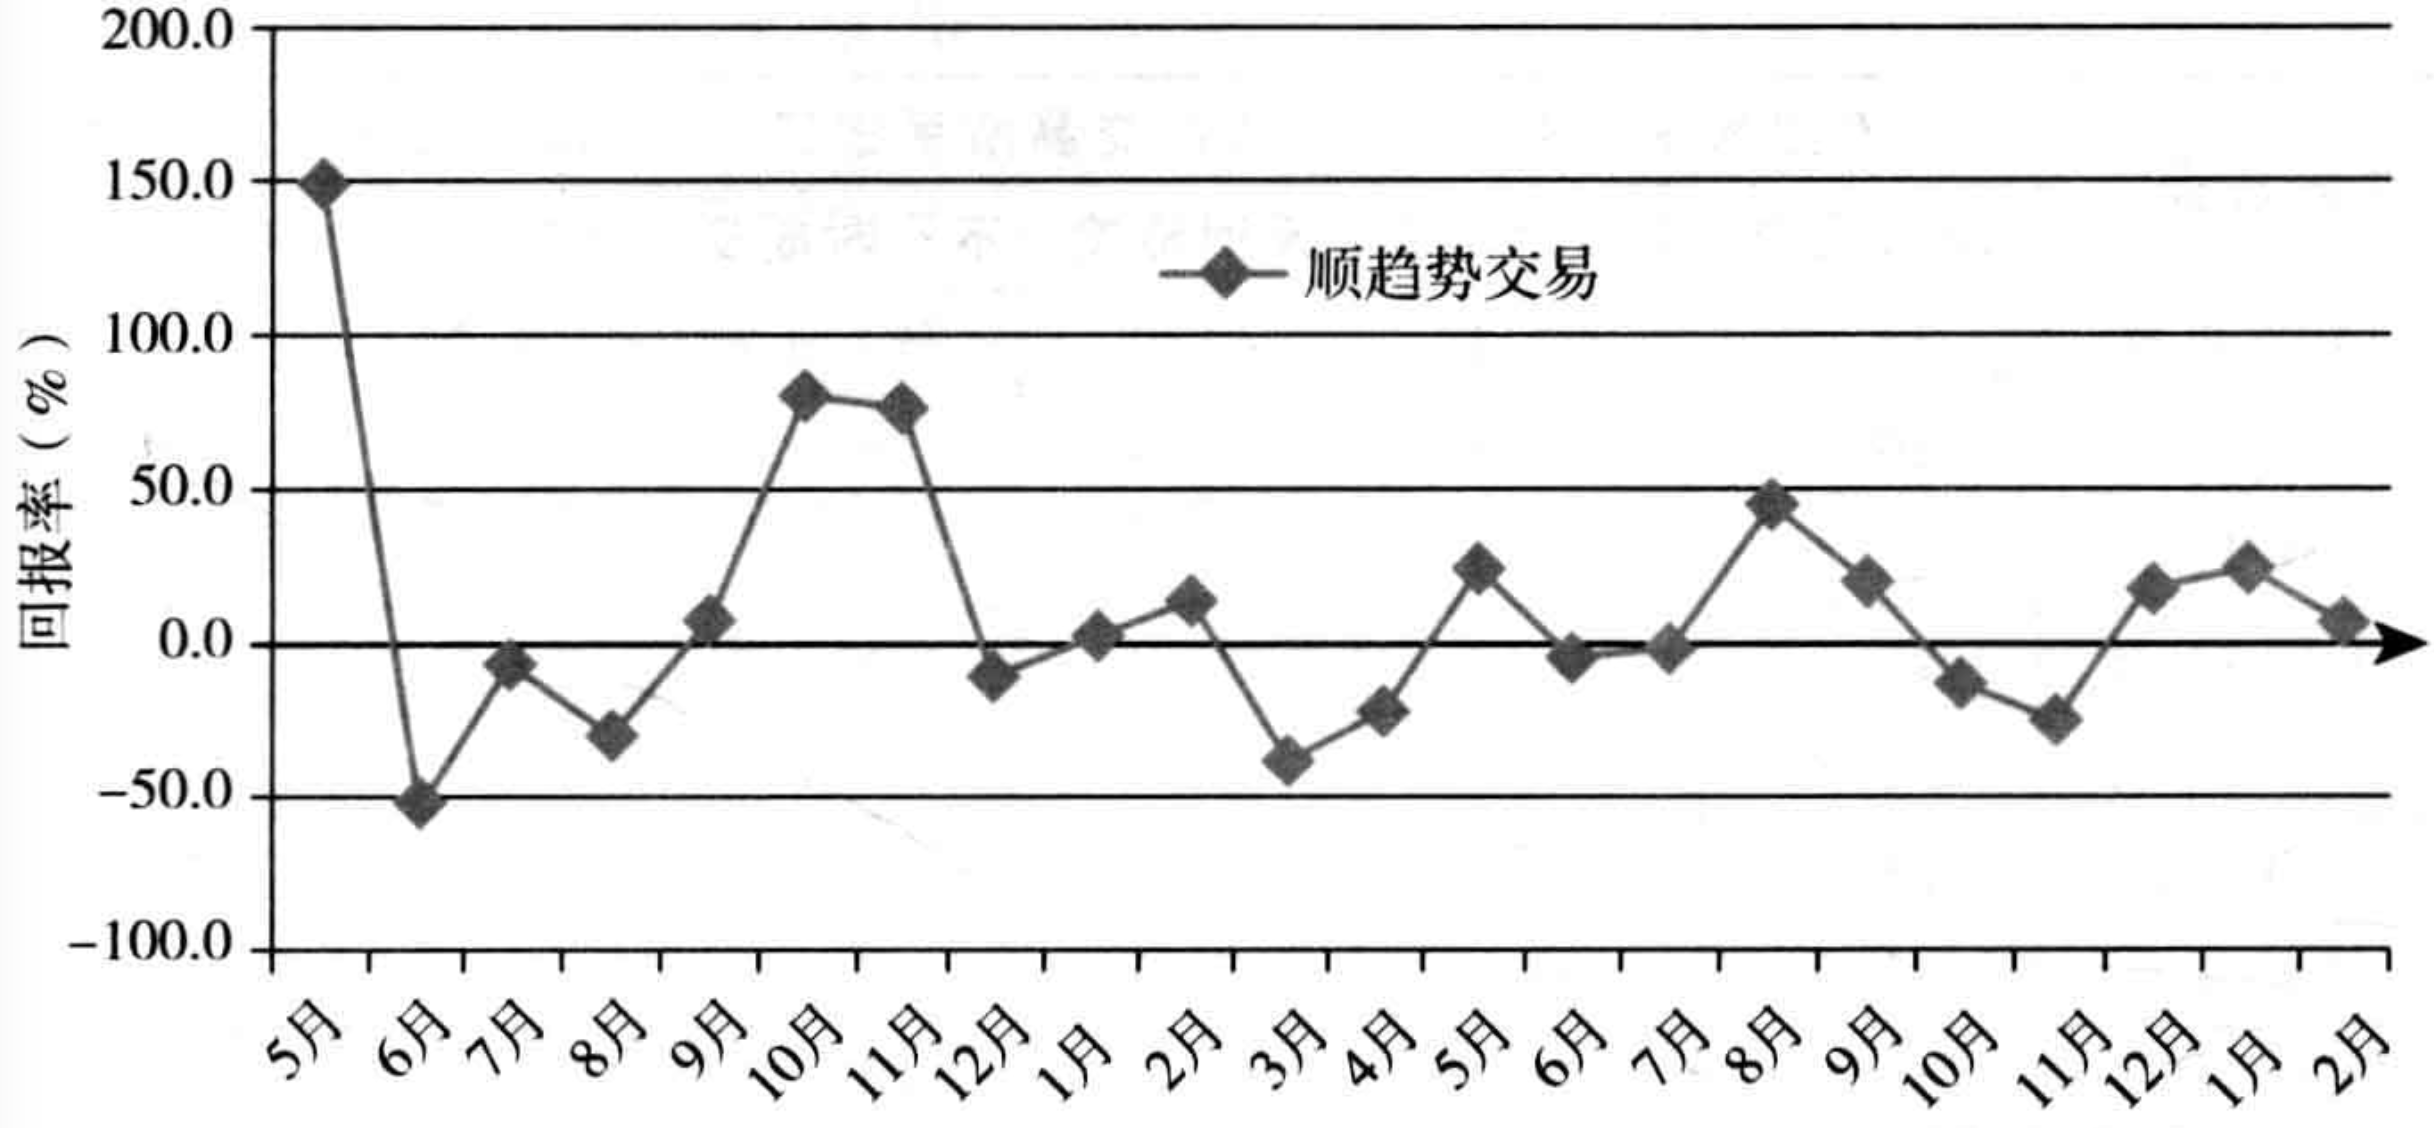 200.0
150.0
100.0
50.0
0.0
–50.0
–100.0
回报率（%）
顺趋势交易
5月
6月
7月
8月
9月
10月
11月
12月
1月
2月
3月
4月
5月
6月
7月
8月
9月
10月
11月
12月
1月
2月